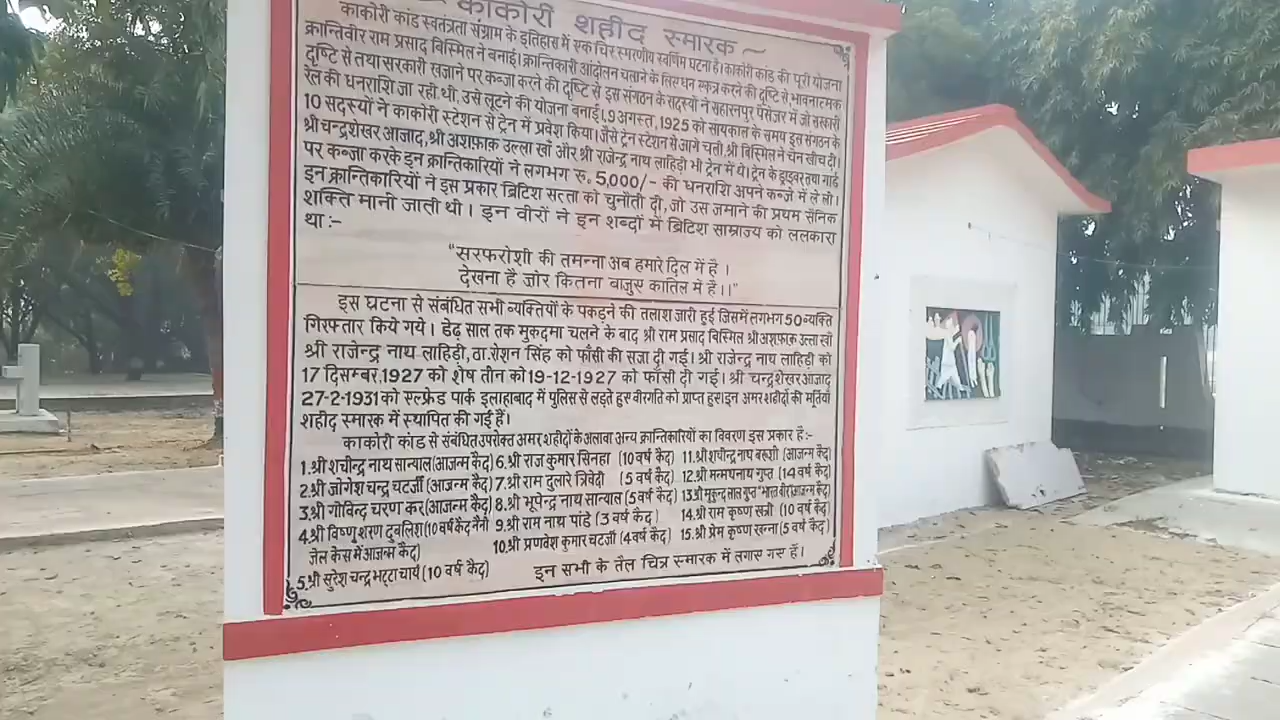 काकोरी शहीद स्मारक
काकोरी कांड स्वतंत्रता संग्राम के इतिहास में एक चिर स्मरणीय स्वर्णिम घटना है। काकोरी कांड की पूरी योजना
क्रान्तिवीर राम प्रसाद बिस्मिल ने बनाई। क्रान्तिकारी आंदोलन चलाने के लिए धन एकत्र करने की दृष्टि से, भावनात्मक
दृष्टि से तथा सरकारी खजाने पर कब्जा करने की दृष्टि से इस संगठन के सदस्यों ने सहारनपुर पैसेंजर में जो सरकारी
रेल की धनराशि जा रही थी, उसे लूटने की योजना बनाई। 9 अगस्त, 1925 को सायंकाल के समय इस संगठन के
10 सदस्यों ने काकोरी स्टेशन से ट्रेन में प्रवेश किया। जैसे ट्रेन स्टेशन से आगे चली, श्री बिस्मिल ने चेन खींच दी।
श्री चन्द्रशेखर आजाद, श्री अशफ़ाक़ उल्ला खाँ और श्री राजेन्द्र नाथ लाहिड़ी भी ट्रेन में थे। ट्रेन के ड्राइवर तथा गार्ड
पर कब्जा करके इन क्रान्तिकारियों ने लगभग रु. 5,000/- की धनराशि अपने कब्जे में ले ली।
इन क्रान्तिकारियों ने इस प्रकार ब्रिटिश सत्ता को चुनौती दी, जो उस जमाने की प्रथम सैनिक
शक्ति मानी जाती थी। इन वीरों ने इन शब्दों में ब्रिटिश साम्राज्य को ललकारा
था:-
"सरफरोशी की तमन्ना अब हमारे दिल में है।
देखना है जोर कितना बाजुए कातिल में है।।"
इस घटना से संबंधित सभी व्यक्तियों के पकड़ने की तलाश जारी हुई जिसमें लगभग 50 व्यक्ति
गिरफ्तार किये गये। डेढ़ साल तक मुकदमा चलने के बाद श्री राम प्रसाद बिस्मिल श्री अशफ़ाक़ उल्ला खाँ
श्री राजेन्द्र नाथ लाहिड़ी, ठा. रोशन सिंह को फाँसी की सजा दी गई। श्री राजेन्द्र नाथ लाहिड़ी को
17 दिसम्बर, 1927 को शेष तीन को 19-12-1927 को फाँसी दी गई। श्री चन्द्रशेखर आजाद
27-2-1931 को एल्फ्रेड पार्क इलाहाबाद में पुलिस से लड़ते हुए वीरगति को प्राप्त हुए। इन अमर शहीदों की मूर्तियाँ
शहीद स्मारक में स्थापित की गई हैं।
काकोरी कांड से संबंधित उपरोक्त अमर शहीदों के अलावा अन्य क्रान्तिकारियों का विवरण इस प्रकार है:-
1. श्री शचीन्द्र नाथ सान्याल (आजन्म कैद) 6. श्री राज कुमार सिनहा (10 वर्ष कैद) 11. श्री शचीन्द्र नाथ बख्शी (आजन्म कैद)
2. श्री जोगेश चन्द्र चटर्जी (आजन्म कैद) 7. श्री राम दुलारे त्रिवेदी (5 वर्ष कैद) 12. श्री मन्मथनाथ गुप्त (14 वर्ष कैद)
3. श्री गोविन्द चरण कर (आजन्म कैद) 8. श्री भूपेन्द्र नाथ सान्याल (5 वर्ष कैद) 13. श्री मुकुन्द लाल गुप्त "भारत वीर" (आजन्म कैद)
4. श्री विष्णु शरण दुबलिश (10 वर्ष कैद नैनी 9. श्री राम नाथ पांडे (3 वर्ष कैद) 14. श्री राम कृष्ण खत्री (10 वर्ष कैद)
जेल केस में आजन्म कैद) 10. श्री प्रणवेश कुमार चटर्जी (4 वर्ष कैद) 15. श्री प्रेम कृष्ण खन्ना (5 वर्ष कैद)
5. श्री सुरेश चन्द्र भट्टाचार्य (10 वर्ष कैद) इन सभी के तैल चित्र स्मारक में लगाए गए हैं।